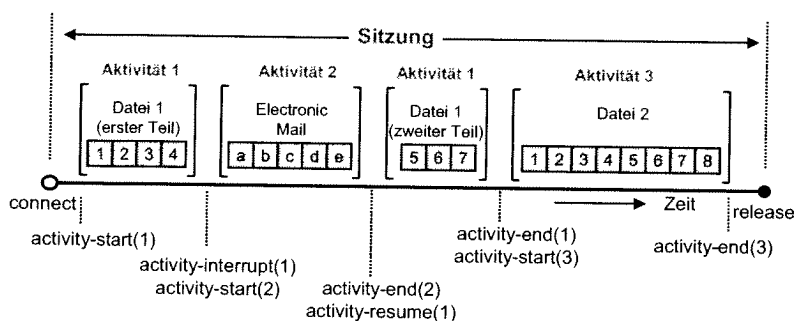 Sitzung
Aktivität 1 Aktivität 2 Aktivität 1 Aktivität 3
Datei 1 Electronic Datei 1 Datei 2
(erster Teil) Mail (zweiter Teil)
1 2 3 4 a b c d e 5 6 7 1 2 3 4 5 6 7 8
connect Zeit release
activity-start(1) activity-end(1) activity-end(3)
activity-start(3)
activity-interrupt(1)
activity-start(2) activity-end(2)
activity-resume(1)